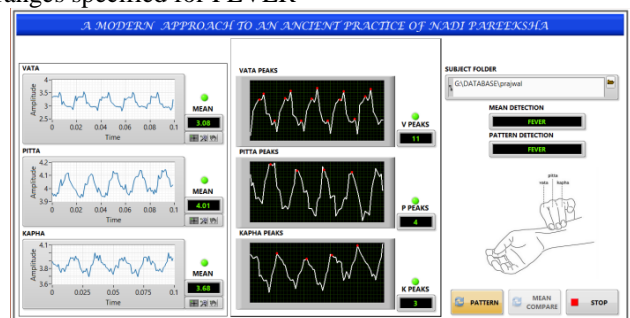 anges specified for FEVER
A MODERN APPROACH TO AN ANCIENT PRACTICE OF NADI PAREEKSHA
VATA
Amplitude
4
3.5
3
2.5
0 0.02 0.04 0.06 0.08 0.1
Time
MEAN
3.08
PITTA
Amplitude
4.2
4.1
4
3.9
0 0.02 0.04 0.06 0.08 0.1
Time
MEAN
4.01
KAPHA
Amplitude
4.1
3.8
3.6
0 0.025 0.05 0.075 0.1
Time
MEAN
3.68
VATA PEAKS
V PEAKS
11
PITTA PEAKS
P PEAKS
4
KAPHA PEAKS
K PEAKS
3
SUBJECT FOLDER
G:\DATABASE\prajwal
MEAN DETECTION
FEVER
PATTERN DETECTION
FEVER
pitta
vata kapha
PATTERN
MEAN
COMPARE
STOP